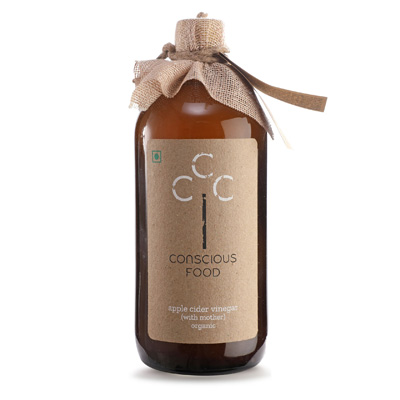 C
C C
CONSCIOUS
FOOD
apple cider vinegar
(with mother)
organic